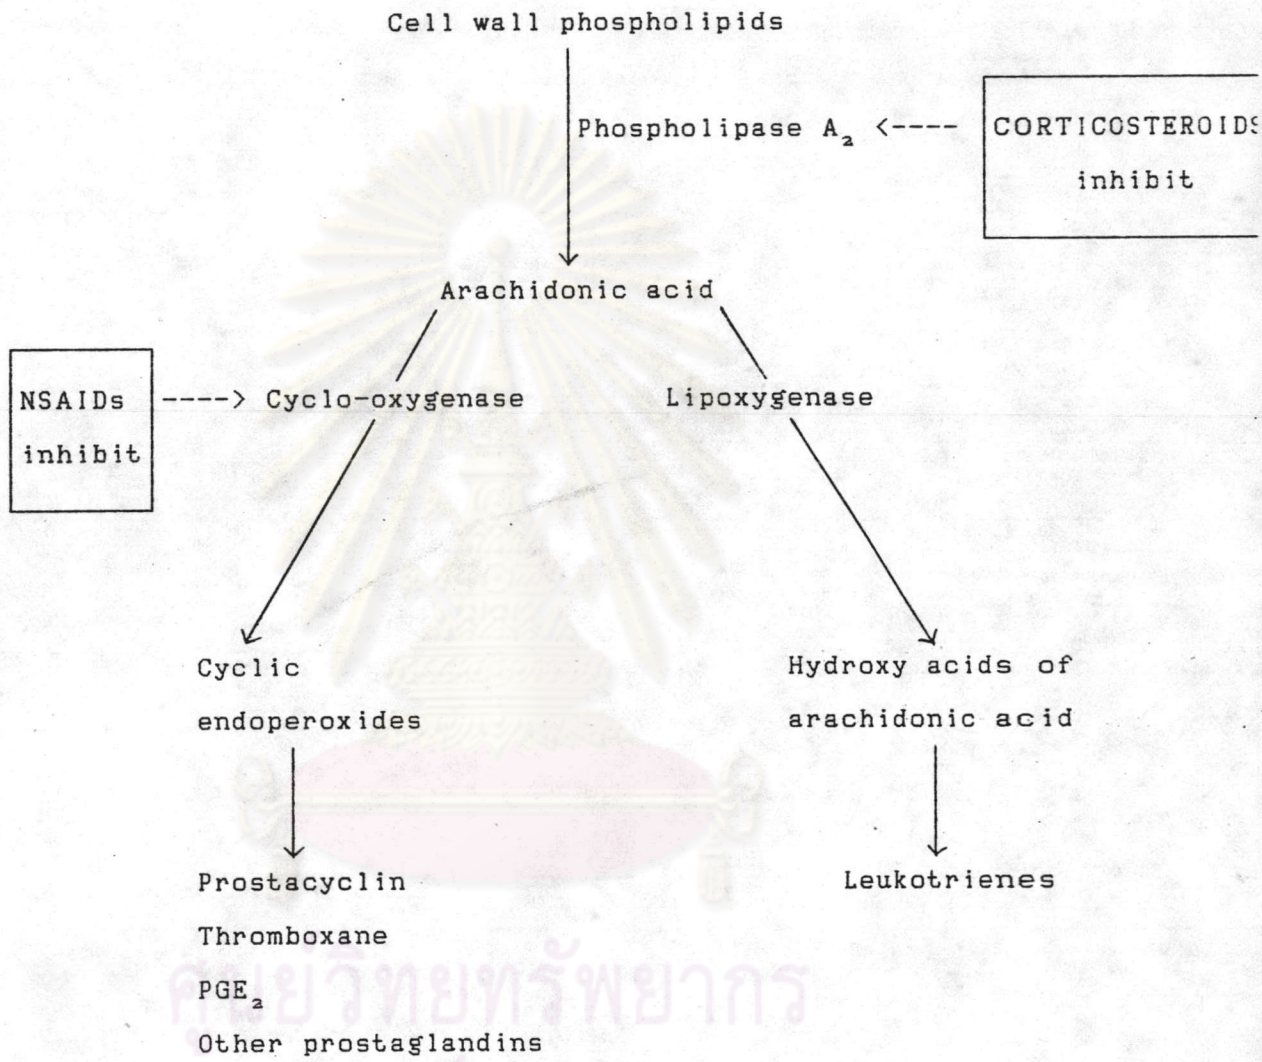 Cell wall phospholipids
Phospholipase A₂ <---- CORTICOSTEROIDS
inhibit
Arachidonic acid
NSAIDs ----> Cyclo-oxygenase Lipoxygenase
inhibit
Cyclic Hydroxy acids of
endoperoxides arachidonic acid
Prostacyclin Leukotrienes
Thromboxane
PGE₂
Other prostaglandins
ศูนย์วิทยทรัพยากร